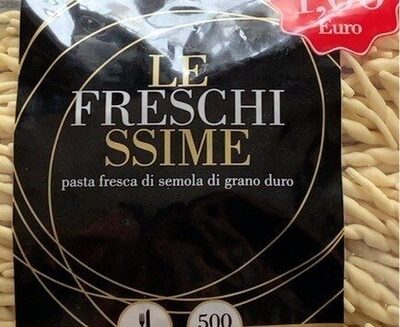 Euro
LE
FRESCHI
SSIME
pasta fresca di semola di grano duro
500